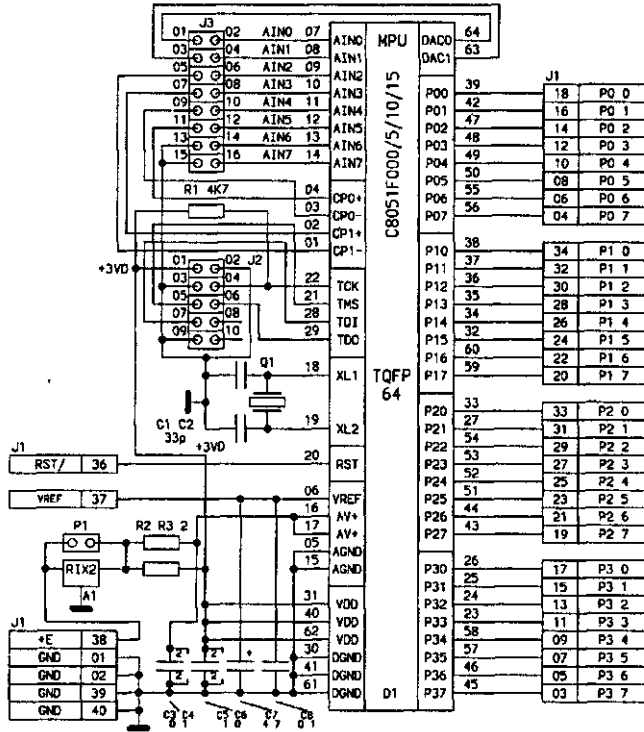 J3
01 02 AIN0 07 AIN0 MPU DAC0 64
03 04 AIN1 08 AIN1 DAC1 63
05 06 AIN2 09 AIN2
07 08 AIN3 10 AIN3
09 10 AIN4 11 AIN4
11 12 AIN5 12 AIN5
13 14 AIN6 13 AIN6
15 16 AIN7 14 AIN7
C8051F000/5/10/15
R1 4K7
04 CP0+
03 CP0-
02 CP1+
01 CP1-
+3VD
01 02 J2
03 04
05 06
07 08
09 10
22 TCK
21 TMS
28 TDI
29 TDO
Q1
18 XL1
TQFP
64
19 XL2
C1 C2
33p
+3VD
J1
RST/ 36
20 RST
VREF 37
06 VREF
16 AV+
17 AV+
05 AGND
15 AGND
P1 R2 R3 2
RIX2
A1
31 VDD
40 VDD
62 VDD
30 DGND
41 DGND
61 DGND
D1
J1
+E 38
GND 01
GND 02
GND 39
GND 40
2 2 +
2 2
C3 C4 C5 C6 C7 C8
0 1 1 0 4 7 0 1
J1
P00 39 18 P0 0
P01 42 16 P0 1
P02 47 14 P0 2
P03 48 12 P0 3
P04 49 10 P0 4
P05 50 08 P0 5
P06 55 06 P0 6
P07 56 04 P0 7
P10 38 34 P1 0
P11 37 32 P1 1
P12 36 30 P1 2
P13 35 28 P1 3
P14 34 26 P1 4
P15 32 24 P1 5
P16 60 22 P1 6
P17 59 20 P1 7
P20 33 33 P2 0
P21 27 31 P2 1
P22 54 29 P2 2
P23 53 27 P2 3
P24 52 25 P2 4
P25 51 23 P2 5
P26 44 21 P2 6
P27 43 19 P2 7
P30 26 17 P3 0
P31 25 15 P3 1
P32 24 13 P3 2
P33 23 11 P3 3
P34 58 09 P3 4
P35 57 07 P3 5
P36 46 05 P3 6
P37 45 03 P3 7